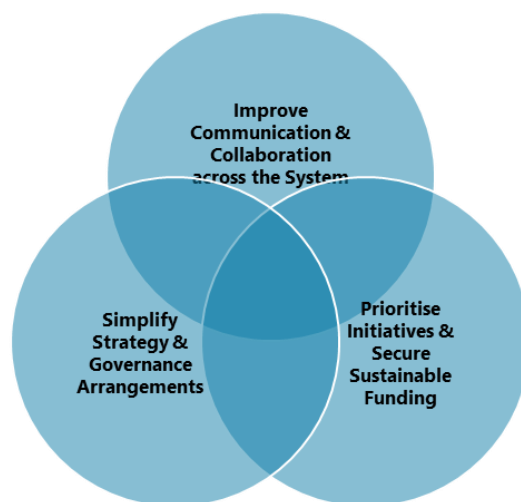 Improve
Communication &
Collaboration
across the System
Simplify
Strategy &
Governance
Arrangements
Prioritise
Initiatives &
Secure
Sustainable
Funding